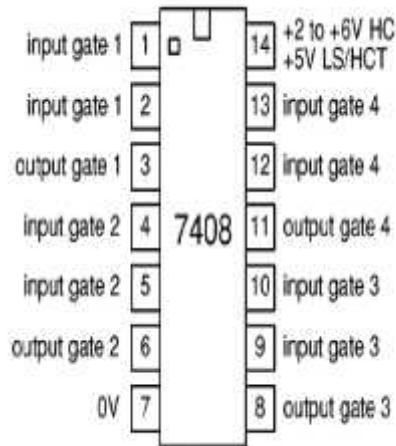 input gate 1 1 14 +2 to +6V HC
+5V LS/HCT
input gate 1 2 13 input gate 4
output gate 1 3 12 input gate 4
input gate 2 4 7408 11 output gate 4
input gate 2 5 10 input gate 3
output gate 2 6 9 input gate 3
0V 7 8 output gate 3